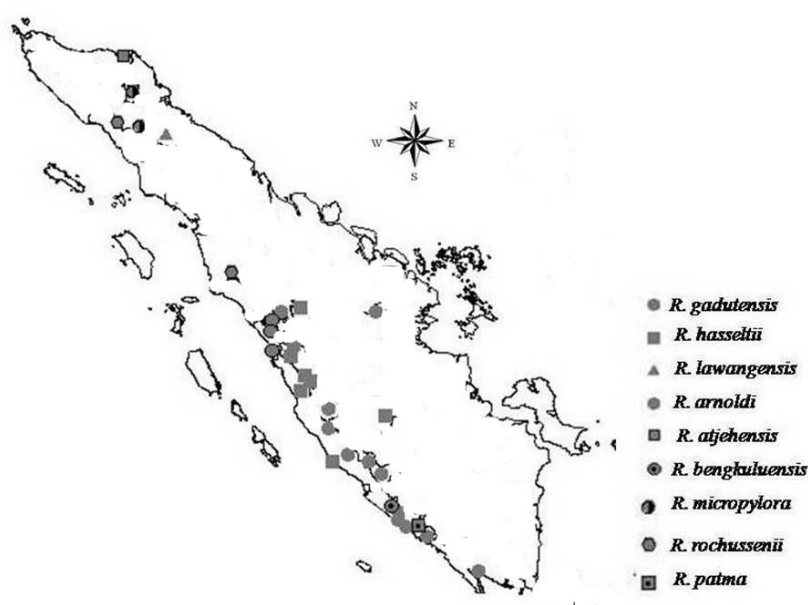 N
W E
S
R. gadutensis
R. hasseltii
R. lawangensis
R. arnoldi
R. atjehensis
R. bengkuluensis
R. micropylora
R. rochussenii
R. patma